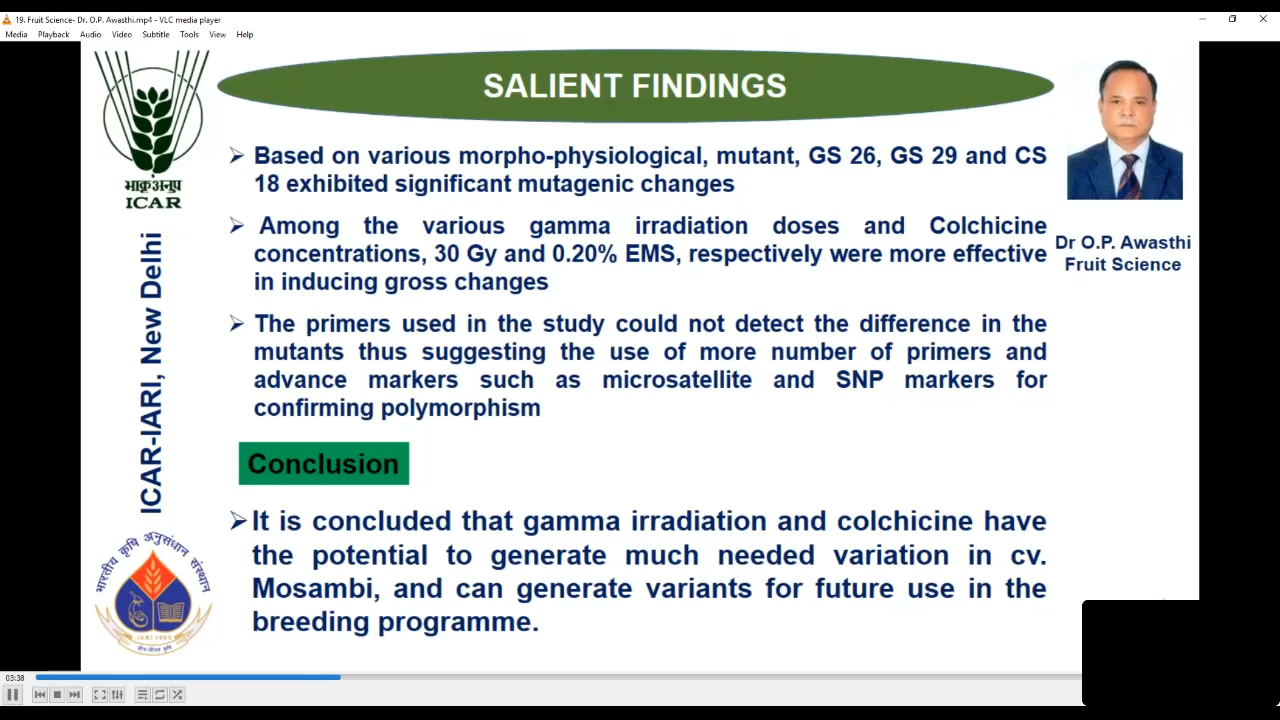 19. Fruit Science- Dr. O.P. Awasthi.mp4 - VLC media player
Media Playback Audio Video Subtitle Tools View Help
SALIENT FINDINGS
भाकृअनुप
ICAR
ICAR-IARI, New Delhi
भारतीय कृषि अनुसंधान संस्थान
IARI 1905
Dr O.P. Awasthi
Fruit Science
➢ Based on various morpho-physiological, mutant, GS 26, GS 29 and CS
18 exhibited significant mutagenic changes
➢ Among the various gamma irradiation doses and Colchicine
concentrations, 30 Gy and 0.20% EMS, respectively were more effective
in inducing gross changes
➢ The primers used in the study could not detect the difference in the
mutants thus suggesting the use of more number of primers and
advance markers such as microsatellite and SNP markers for
confirming polymorphism
Conclusion
➢ It is concluded that gamma irradiation and colchicine have
the potential to generate much needed variation in cv.
Mosambi, and can generate variants for future use in the
breeding programme.
03:38